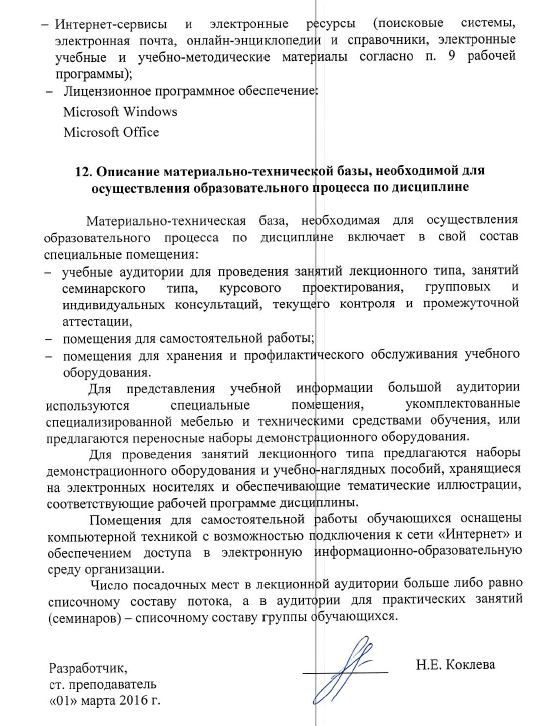 – Интернет-сервисы и электронные ресурсы (поисковые системы,
электронная почта, онлайн-энциклопедии и справочники, электронные
учебные и учебно-методические материалы согласно п. 9 рабочей
программы);
– Лицензионное программное обеспечение:
Microsoft Windows
Microsoft Office
12. Описание материально-технической базы, необходимой для
осуществления образовательного процесса по дисциплине
Материально-техническая база, необходимая для осуществления
образовательного процесса по дисциплине включает в свой состав
специальные помещения:
– учебные аудитории для проведения занятий лекционного типа, занятий
семинарского типа, курсового проектирования, групповых и
индивидуальных консультаций, текущего контроля и промежуточной
аттестации,
– помещения для самостоятельной работы;
– помещения для хранения и профилактического обслуживания учебного
оборудования.
Для представления учебной информации большой аудитории
используются специальные помещения, укомплектованные
специализированной мебелью и техническими средствами обучения, или
предлагаются переносные наборы демонстрационного оборудования.
Для проведения занятий лекционного типа предлагаются наборы
демонстрационного оборудования и учебно-наглядных пособий, хранящиеся
на электронных носителях и обеспечивающие тематические иллюстрации,
соответствующие рабочей программе дисциплины.
Помещения для самостоятельной работы обучающихся оснащены
компьютерной техникой с возможностью подключения к сети «Интернет» и
обеспечением доступа в электронную информационно-образовательную
среду организации.
Число посадочных мест в лекционной аудитории больше либо равно
списочному составу потока, а в аудитории для практических занятий
(семинаров) – списочному составу группы обучающихся.
Разработчик,
ст. преподаватель
«01» марта 2016 г.
Н.Е. Коклева